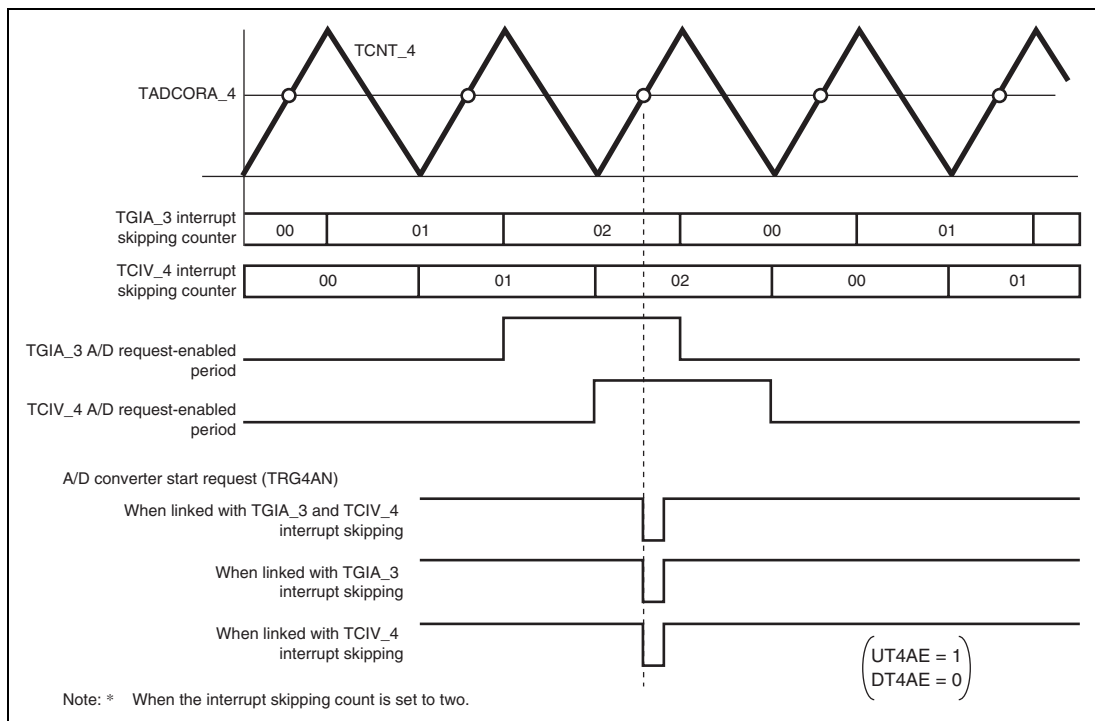 TCNT_4
TADCORA_4
TGIA_3 interrupt
skipping counter
00 01 02 00 01
TCIV_4 interrupt
skipping counter
00 01 02 00 01
TGIA_3 A/D request-enabled
period
TCIV_4 A/D request-enabled
period
A/D converter start request (TRG4AN)
When linked with TGIA_3 and TCIV_4
interrupt skipping
When linked with TGIA_3
interrupt skipping
When linked with TCIV_4
interrupt skipping
UT4AE = 1
DT4AE = 0
Note: * When the interrupt skipping count is set to two.